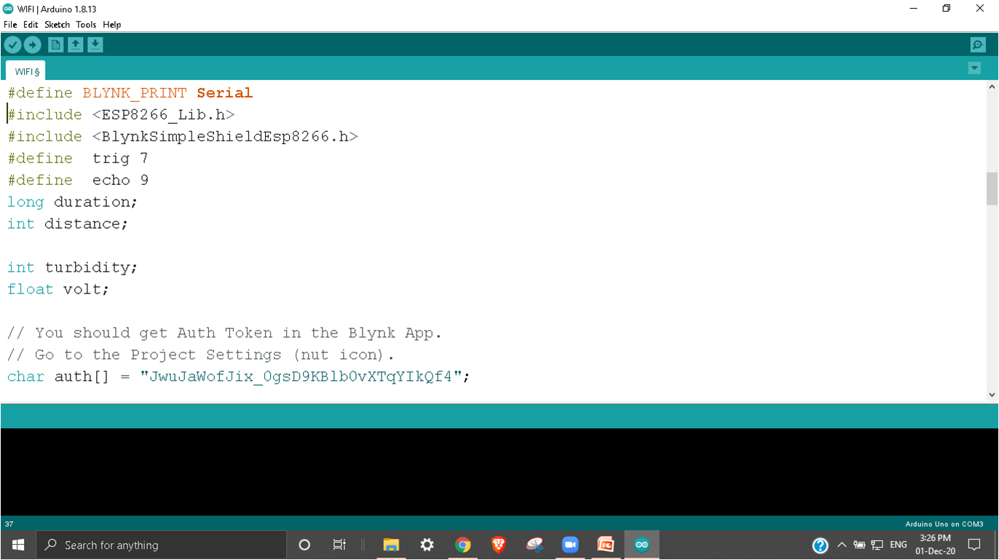 WIFI | Arduino 1.8.13
File Edit Sketch Tools Help
WIFI §
#define BLYNK_PRINT Serial
#include <ESP8266_Lib.h>
#include <BlynkSimpleShieldEsp8266.h>
#define  trig 7
#define  echo 9
long duration;
int distance;
int turbidity;
float volt;
// You should get Auth Token in the Blynk App.
// Go to the Project Settings (nut icon).
char auth[] = "JwuJaWofJix_0gsD9KBlb0vXTqYIkQf4";
37
Arduino Uno on COM3
Search for anything
ENG
3:26 PM
01-Dec-20